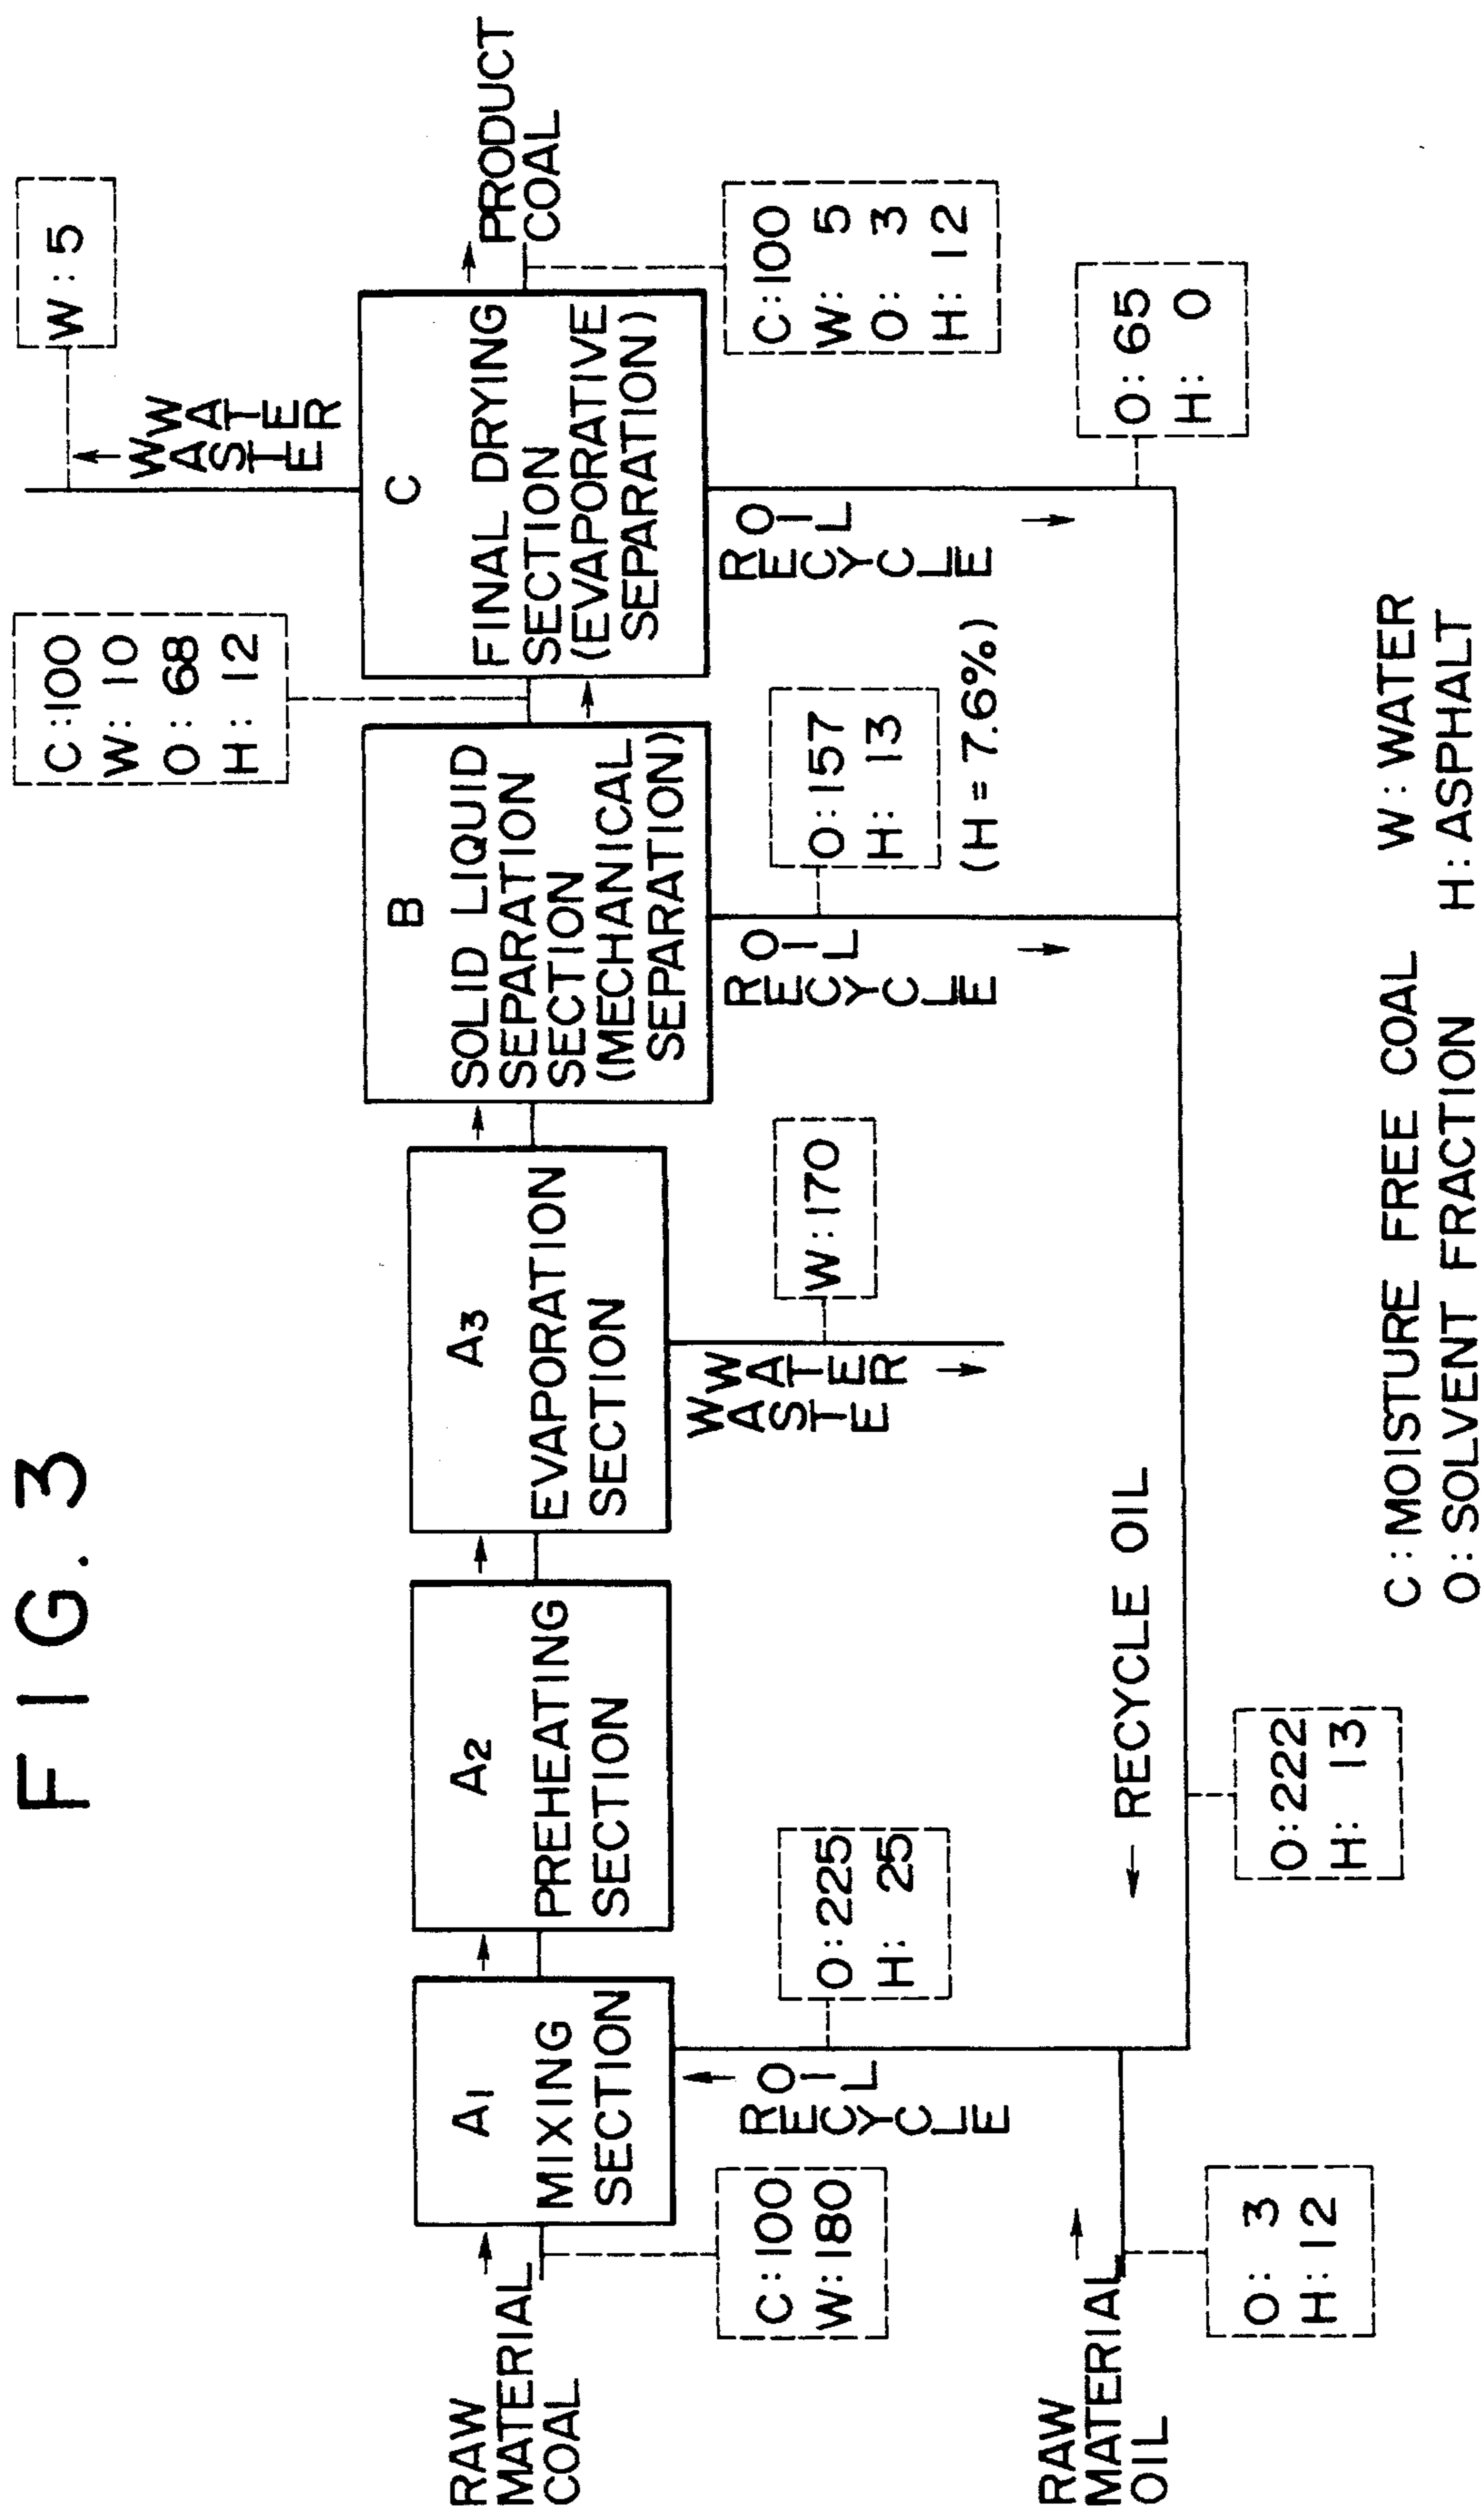 FIG. 3
RAW
MATERIAL
COAL
C:100
W:180
A1
MIXING
SECTION
A2
PREHEATING
SECTION
A3
EVAPORATION
SECTION
WASTE
WATER
W:170
B
SOLID LIQUID
SEPARATION
SECTION
(MECHANICAL
SEPARATION)
C:100
W: 10
O: 68
H: 12
C
FINAL DRYING
SECTION
(EVAPORATIVE
SEPARATION)
WASTE
WATER
W:5
PRODUCT
COAL
C:100
W: 5
O: 3
H: 12
RECYCLE
OIL
O:65
H: 0
RECYCLE
OIL
O:157
H: 13
(H=7.6%)
RECYCLE OIL
O:222
H: 13
RECYCLE
OIL
O:225
H: 25
RAW
MATERIAL
OIL
O: 3
H:12
C:MOISTURE FREE COAL W:WATER
O:SOLVENT FRACTION H:ASPHALT